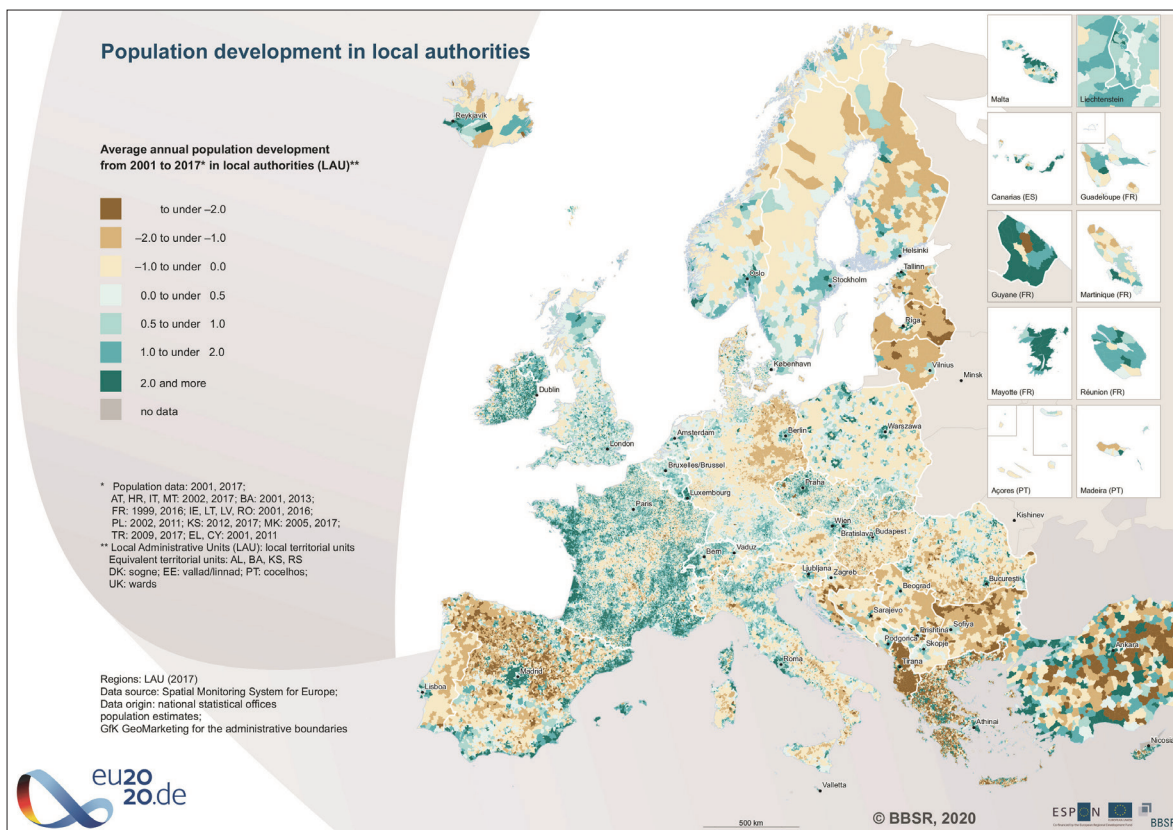 Population development in local authorities
Average annual population development
from 2001 to 2017* in local authorities (LAU)**
to under –2.0
–2.0 to under –1.0
–1.0 to under 0.0
0.0 to under 0.5
0.5 to under 1.0
1.0 to under 2.0
2.0 and more
no data
* Population data: 2001, 2017;
AT, HR, IT, MT: 2002, 2017; BA: 2001, 2013;
FR: 1999, 2016; IE, LT, LV, RO: 2001, 2016;
PL: 2002, 2011; KS: 2012, 2017; MK: 2005, 2017;
TR: 2009, 2017; EL, CY: 2001, 2011
** Local Administrative Units (LAU): local territorial units
Equivalent territorial units: AL, BA, KS, RS
DK: sogne; EE: vallad/linnad; PT: cocelhos;
UK: wards
Regions: LAU (2017)
Data source: Spatial Monitoring System for Europe;
Data origin: national statistical offices
population estimates;
GfK GeoMarketing for the administrative boundaries
eu20
20.de
Reykjavik
Helsinki
Tallinn
Oslo
Stockholm
Riga
København
Vilnius
Minsk
Dublin
London
Amsterdam
Berlin
Warszawa
Bruxelles/Brussel
Luxembourg
Praha
Paris
Kishinev
Wien
Bratislava
Budapest
Bern
Vaduz
Ljubljana
Zagreb
Bucuresti
Beograd
Sarajevo
Prishtina
Sofiya
Podgorica
Skopje
Roma
Tirana
Ankara
Madrid
Lisboa
Athinai
Nicosia
Valletta
Malta
Liechtenstein
Canarias (ES)
Guadeloupe (FR)
Guyane (FR)
Martinique (FR)
Mayotte (FR)
Réunion (FR)
Açores (PT)
Madeira (PT)
500 km
© BBSR, 2020
ESPON
BBSR